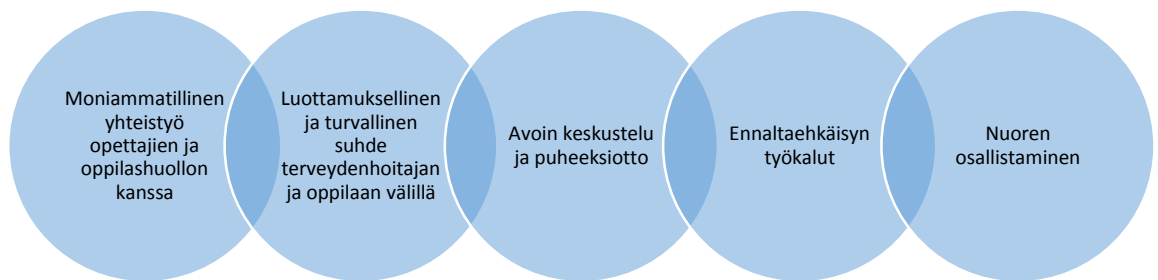 Moniammatillinen
yhteistyö
opettajien ja
oppilashuollon
kanssa
Luottamuksellinen
ja turvallinen
suhde
terveydenhoitajan
ja oppilaan välillä
Avoin keskustelu
ja puheeksiotto
Ennaltaehkäisyn
työkalut
Nuoren
osallistaminen